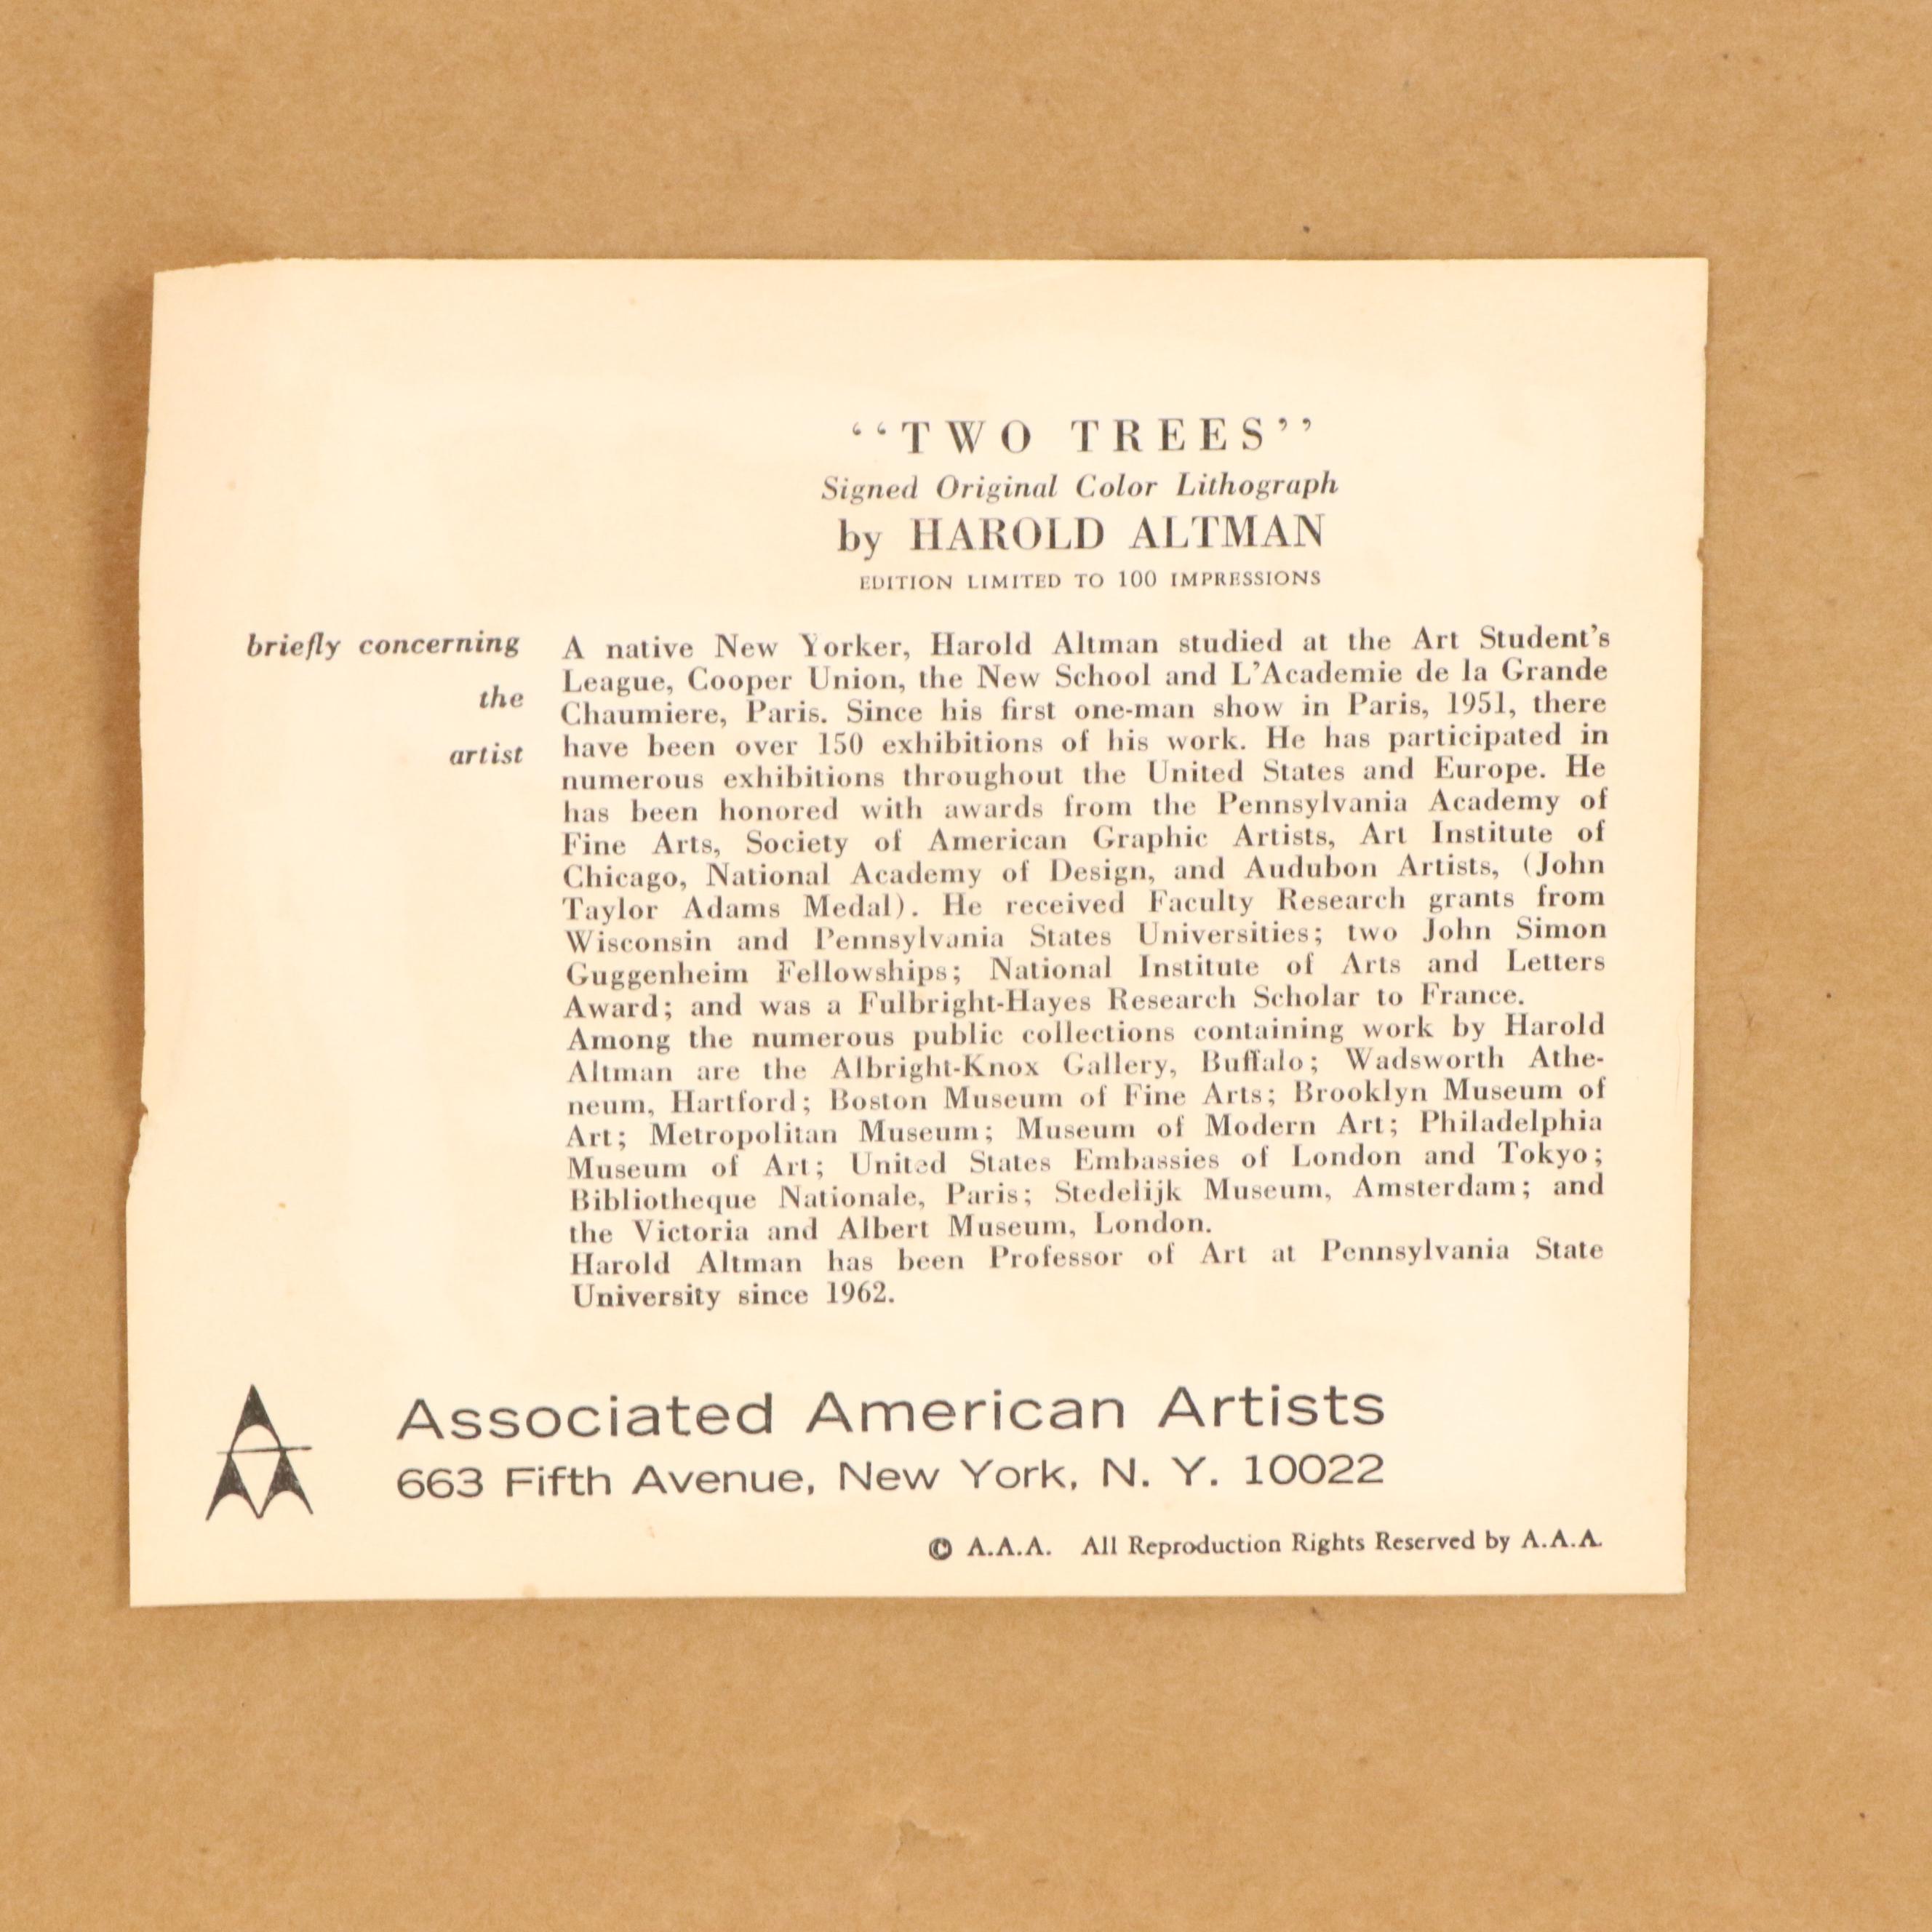 “TWO TREES”
Signed Original Color Lithograph
by HAROLD ALTMAN
EDITION LIMITED TO 100 IMPRESSIONS
briefly concerning
the
artist
A native New Yorker, Harold Altman studied at the Art Student's
League, Cooper Union, the New School and L'Academie de la Grande
Chaumiere, Paris. Since his first one-man show in Paris, 1951, there
have been over 150 exhibitions of his work. He has participated in
numerous exhibitions throughout the United States and Europe. He
has been honored with awards from the Pennsylvania Academy of
Fine Arts, Society of American Graphic Artists, Art Institute of
Chicago, National Academy of Design, and Audubon Artists, (John
Taylor Adams Medal). He received Faculty Research grants from
Wisconsin and Pennsylvania States Universities; two John Simon
Guggenheim Fellowships; National Institute of Arts and Letters
Award; and was a Fulbright-Hayes Research Scholar to France.
Among the numerous public collections containing work by Harold
Altman are the Albright-Knox Gallery, Buffalo; Wadsworth Athe-
neum, Hartford; Boston Museum of Fine Arts; Brooklyn Museum of
Art; Metropolitan Museum; Museum of Modern Art; Philadelphia
Museum of Art; United States Embassies of London and Tokyo;
Bibliotheque Nationale, Paris; Stedelijk Museum, Amsterdam; and
the Victoria and Albert Museum, London.
Harold Altman has been Professor of Art at Pennsylvania State
University since 1962.
Associated American Artists
663 Fifth Avenue, New York, N. Y. 10022
© A.A.A. All Reproduction Rights Reserved by A.A.A.